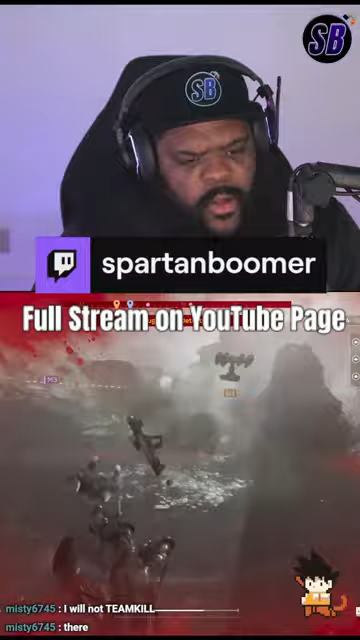 SB
SB
spartanboomer
Full Stream on YouTube Page
misty6745 : I will not TEAMKILL
misty6745 : there